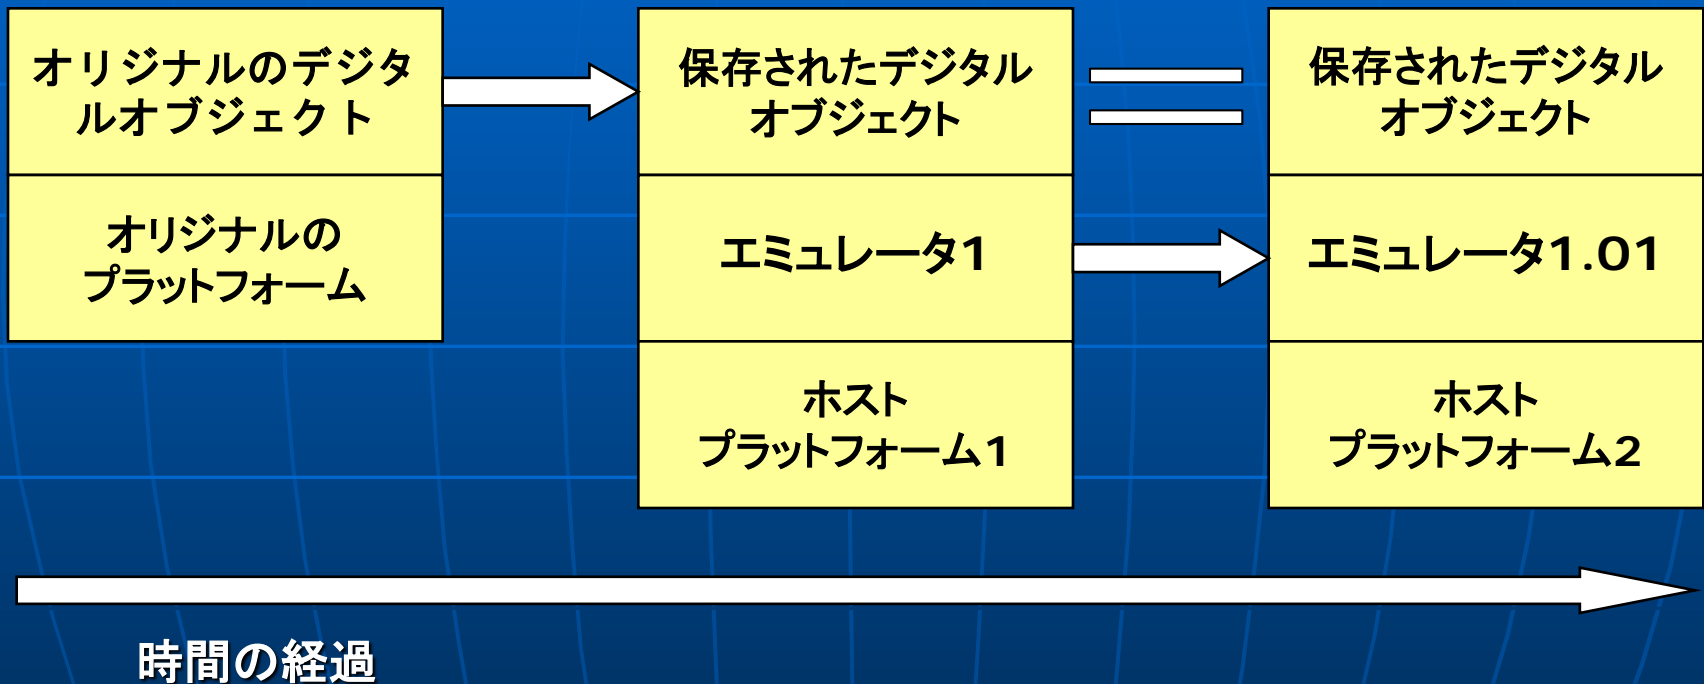 オリジナルのデジタ
ルオブジェクト
オリジナルの
プラットフォーム
保存されたデジタル
オブジェクト
エミュレータ1
ホスト
プラットフォーム1
保存されたデジタル
オブジェクト
エミュレータ1.01
ホスト
プラットフォーム2
時間の経過